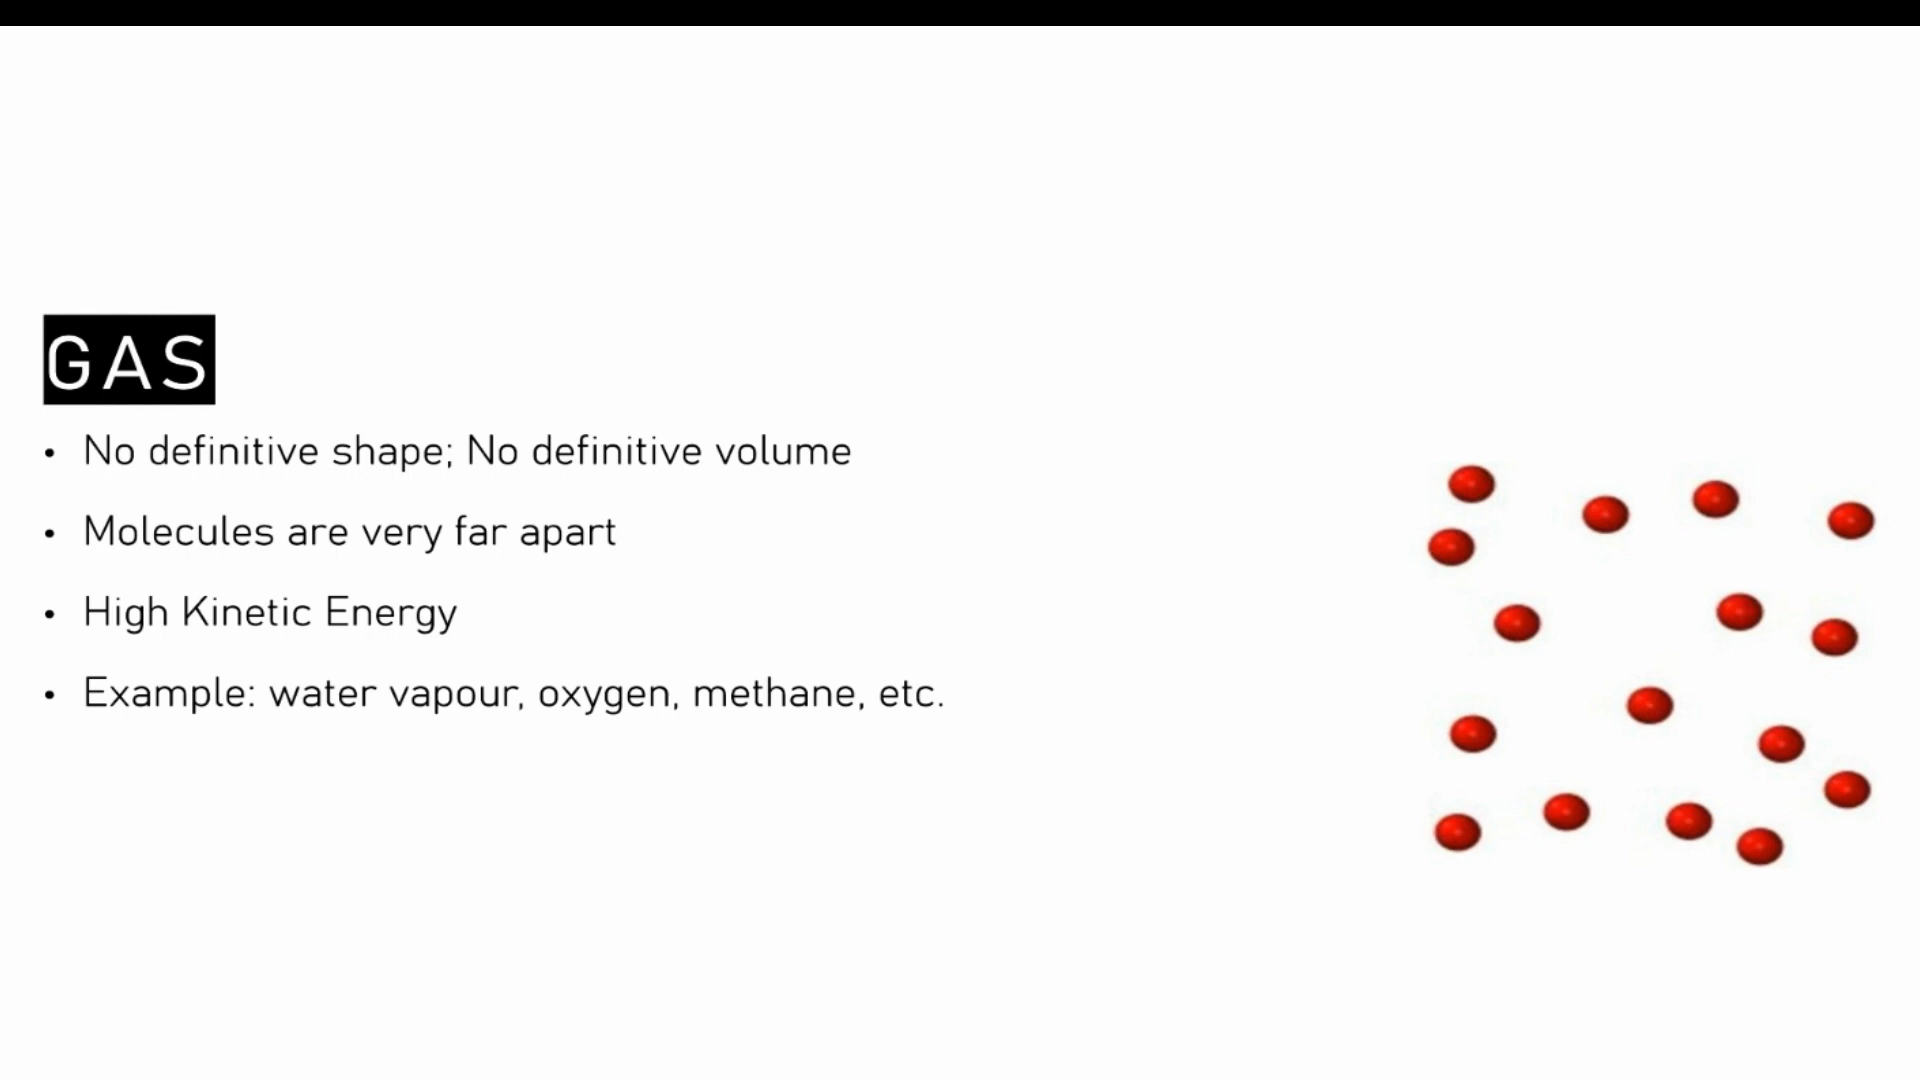 GAS
• No definitive shape; No definitive volume
• Molecules are very far apart
• High Kinetic Energy
• Example: water vapour, oxygen, methane, etc.